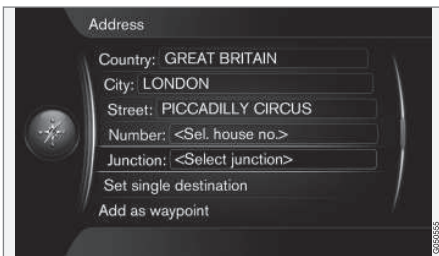 Address
Country: GREAT BRITAIN
City: LONDON
Street: PICCADILLY CIRCUS
Number: <Sel. house no.>
Junction: <Select junction>
Set single destination
Add as waypoint
G050555